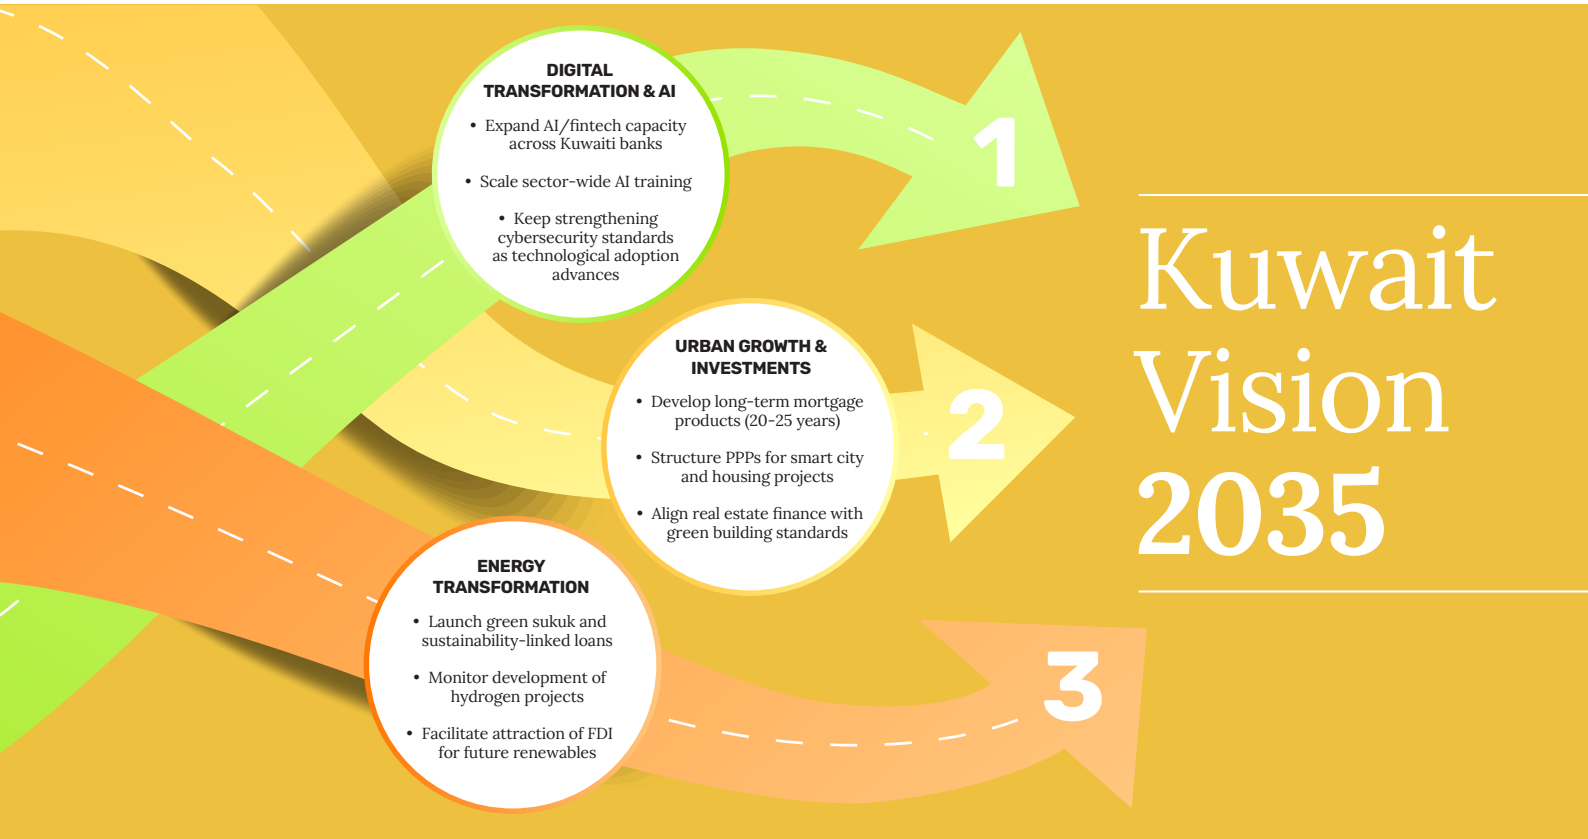 DIGITAL
TRANSFORMATION & AI
• Expand AI/fintech capacity
across Kuwaiti banks
• Scale sector-wide AI training
• Keep strengthening
cybersecurity standards
as technological adoption
advances
1
URBAN GROWTH &
INVESTMENTS
• Develop long-term mortgage
products (20-25 years)
• Structure PPPs for smart city
and housing projects
• Align real estate finance with
green building standards
2
ENERGY
TRANSFORMATION
• Launch green sukuk and
sustainability-linked loans
• Monitor development of
hydrogen projects
• Facilitate attraction of FDI
for future renewables
3
Kuwait
Vision
2035